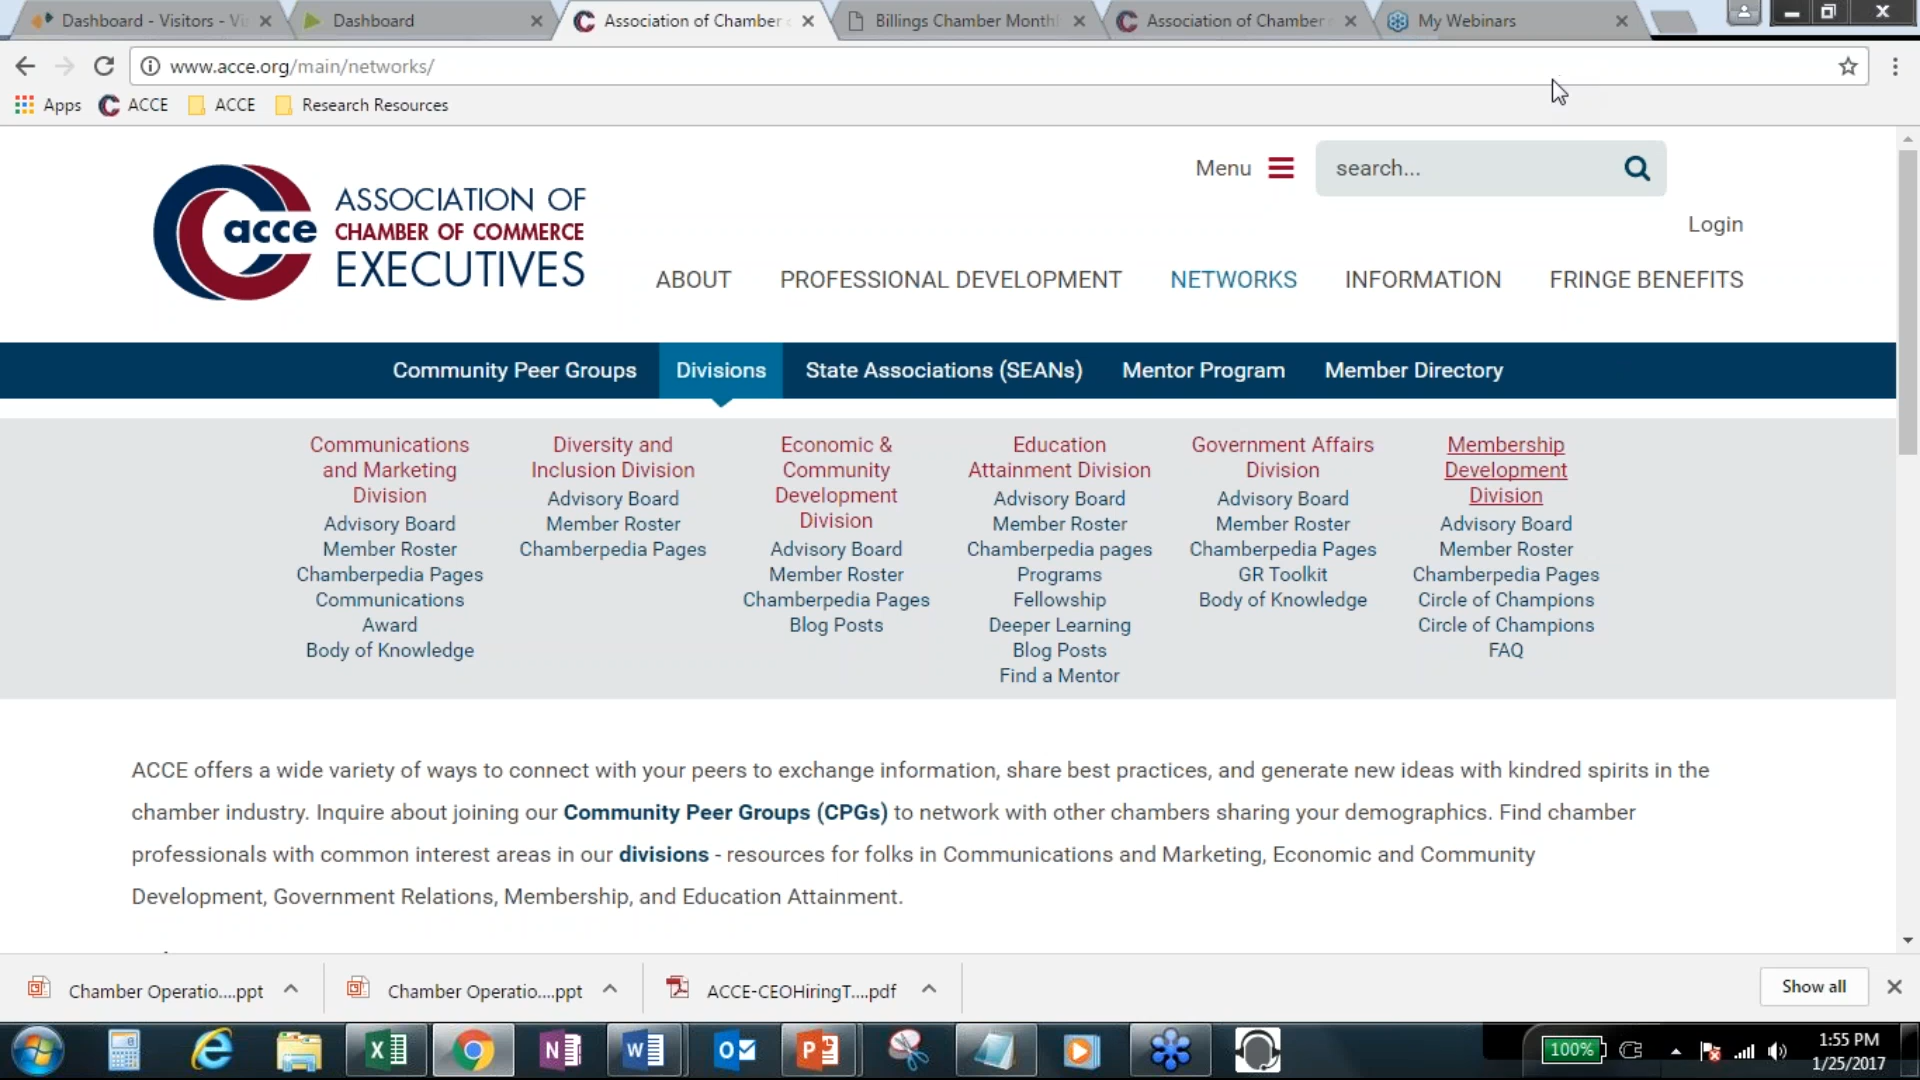 Dashboard - Visitors - Vi
Dashboard
Association of Chamber
Billings Chamber Month
Association of Chamber
My Webinars
www.acce.org/main/networks/
Apps
ACCE
ACCE
Research Resources
acce
ASSOCIATION OF
CHAMBER OF COMMERCE
EXECUTIVES
Menu
search...
Login
ABOUT
PROFESSIONAL DEVELOPMENT
NETWORKS
INFORMATION
FRINGE BENEFITS
Community Peer Groups
Divisions
State Associations (SEANs)
Mentor Program
Member Directory
Communications
and Marketing
Division
Advisory Board
Member Roster
Chamberpedia Pages
Communications
Award
Body of Knowledge
Diversity and
Inclusion Division
Advisory Board
Member Roster
Chamberpedia Pages
Economic &
Community
Development
Division
Advisory Board
Member Roster
Chamberpedia Pages
Blog Posts
Education
Attainment Division
Advisory Board
Member Roster
Chamberpedia pages
Programs
Fellowship
Deeper Learning
Blog Posts
Find a Mentor
Government Affairs
Division
Advisory Board
Member Roster
Chamberpedia Pages
GR Toolkit
Body of Knowledge
Membership
Development
Division
Advisory Board
Member Roster
Chamberpedia Pages
Circle of Champions
Circle of Champions
FAQ
ACCE offers a wide variety of ways to connect with your peers to exchange information, share best practices, and generate new ideas with kindred spirits in the
chamber industry. Inquire about joining our Community Peer Groups (CPGs) to network with other chambers sharing your demographics. Find chamber
professionals with common interest areas in our divisions - resources for folks in Communications and Marketing, Economic and Community
Development, Government Relations, Membership, and Education Attainment.
Chamber Operatio....ppt
Chamber Operatio....ppt
ACCE-CEOHiringT....pdf
Show all
100%
1:55 PM
1/25/2017